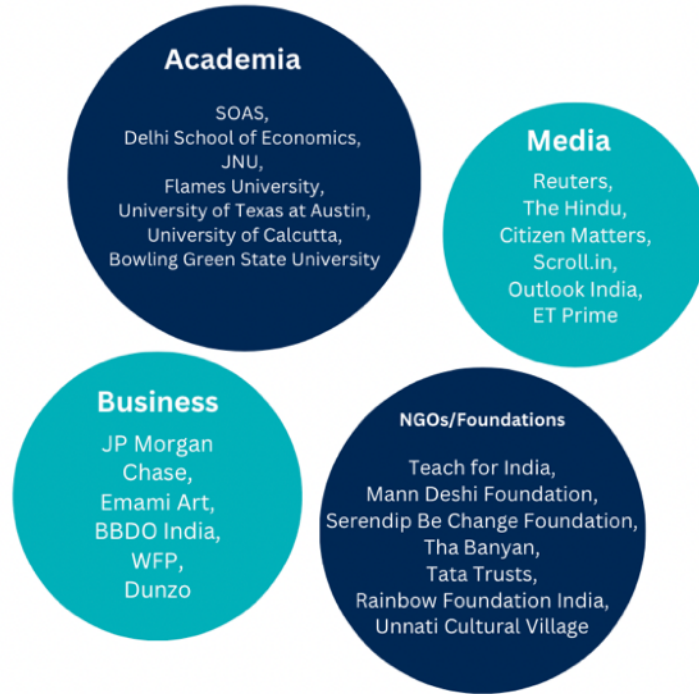 Academia
SOAS,
Delhi School of Economics,
JNU,
Flames University,
University of Texas at Austin,
University of Calcutta,
Bowling Green State University
Media
Reuters,
The Hindu,
Citizen Matters,
Scroll.in,
Outlook India,
ET Prime
Business
JP Morgan
Chase,
Emami Art,
BBDO India,
WFP,
Dunzo
NGOs/Foundations
Teach for India,
Mann Deshi Foundation,
Serendip Be Change Foundation,
Tha Banyan,
Tata Trusts,
Rainbow Foundation India,
Unnati Cultural Village